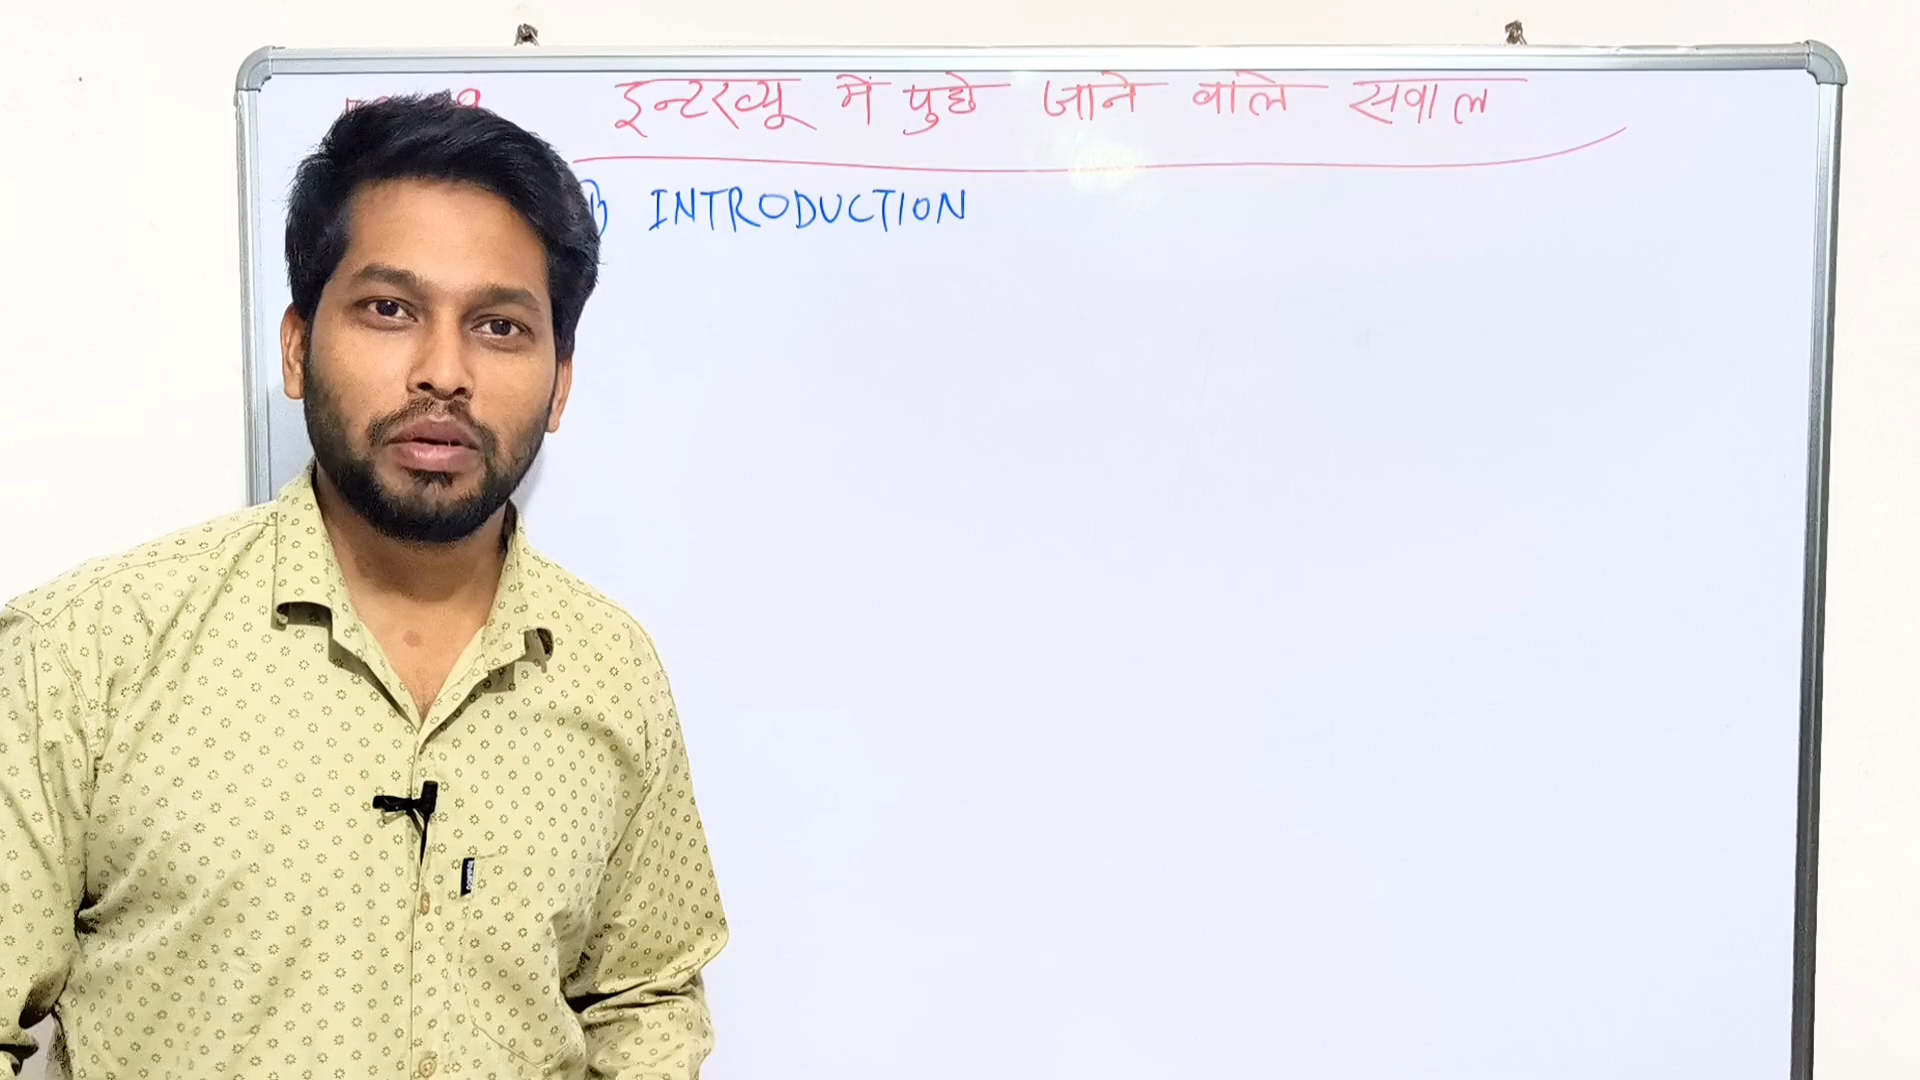 इन्टरव्यू में पुछे जाने वाले सवाल
INTRODUCTION